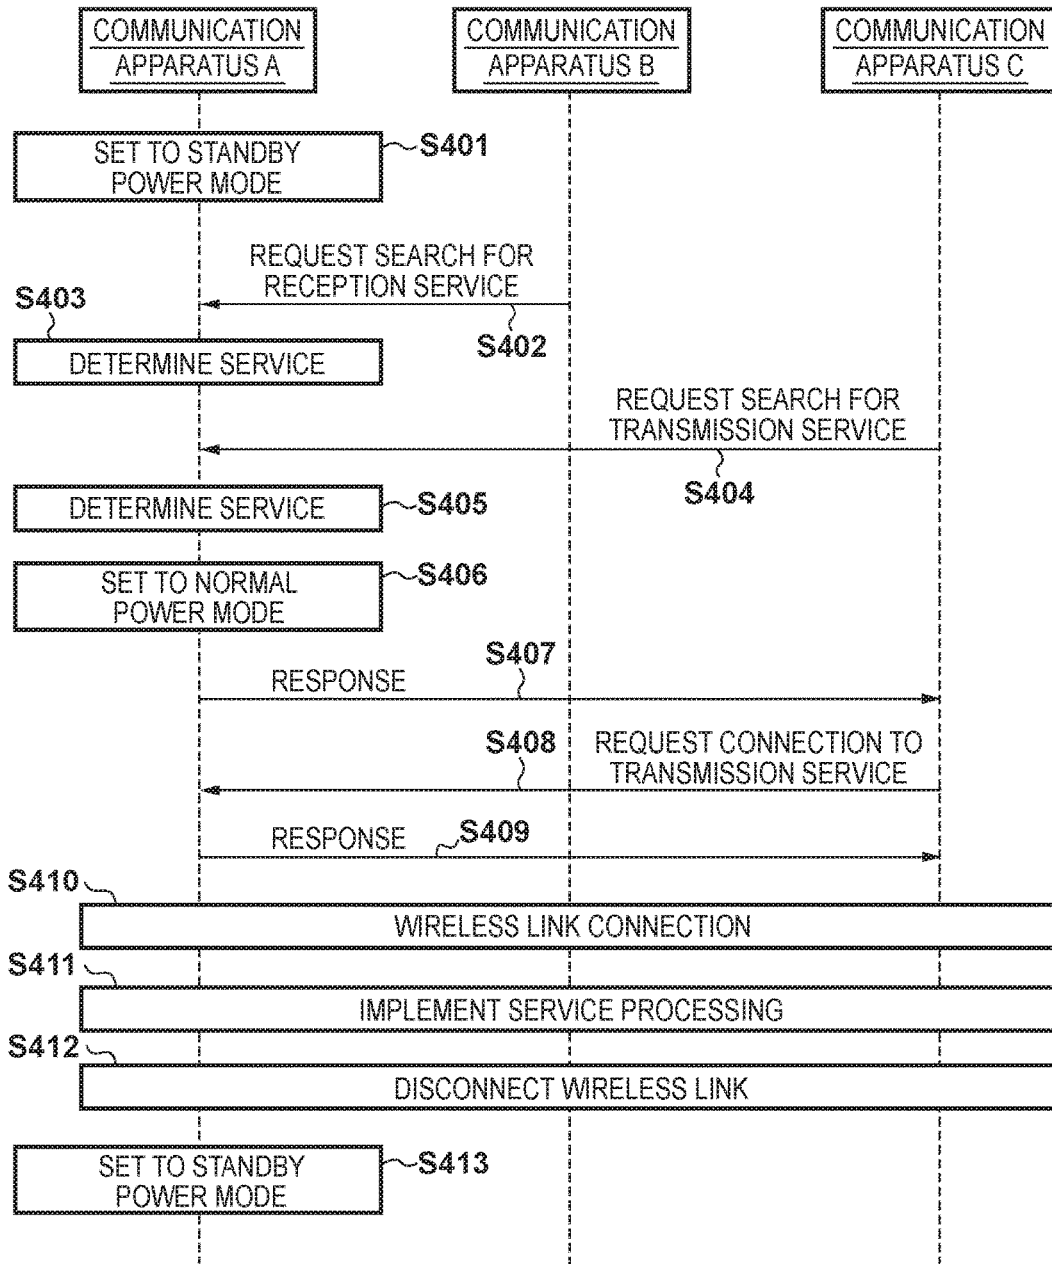 COMMUNICATION
APPARATUS A
COMMUNICATION
APPARATUS B
COMMUNICATION
APPARATUS C
SET TO STANDBY
POWER MODE
S401
REQUEST SEARCH FOR
RECEPTION SERVICE
S402
S403
DETERMINE SERVICE
REQUEST SEARCH FOR
TRANSMISSION SERVICE
S404
DETERMINE SERVICE
S405
SET TO NORMAL
POWER MODE
S406
S407
RESPONSE
S408
REQUEST CONNECTION TO
TRANSMISSION SERVICE
RESPONSE
S409
S410
WIRELESS LINK CONNECTION
S411
IMPLEMENT SERVICE PROCESSING
S412
DISCONNECT WIRELESS LINK
SET TO STANDBY
POWER MODE
S413